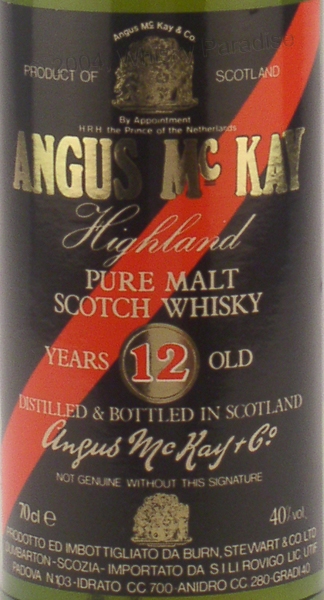 Angus Mc Kay & Co.
PRODUCT OF SCOTLAND
By Appointment
H.R.H. the Prince of the Netherlands
ANGUS Mc KAY
Highland
PURE MALT
SCOTCH WHISKY
YEARS 12 OLD
DISTILLED & BOTTLED IN SCOTLAND
Angus Mc Kay + Co
NOT GENUINE WITHOUT THIS SIGNATURE
70cl e 40%vol.
PRODOTTO ED IMBOTTIGLIATO DA BURN, STEWART & CO LTD
DUMBARTON-SCOZIA-IMPORTATO DA S I L I ROVIGO LIC UTIF
PADOVA N.103-IDRATO CC 700-ANIDRO CC 280-GRADI 40